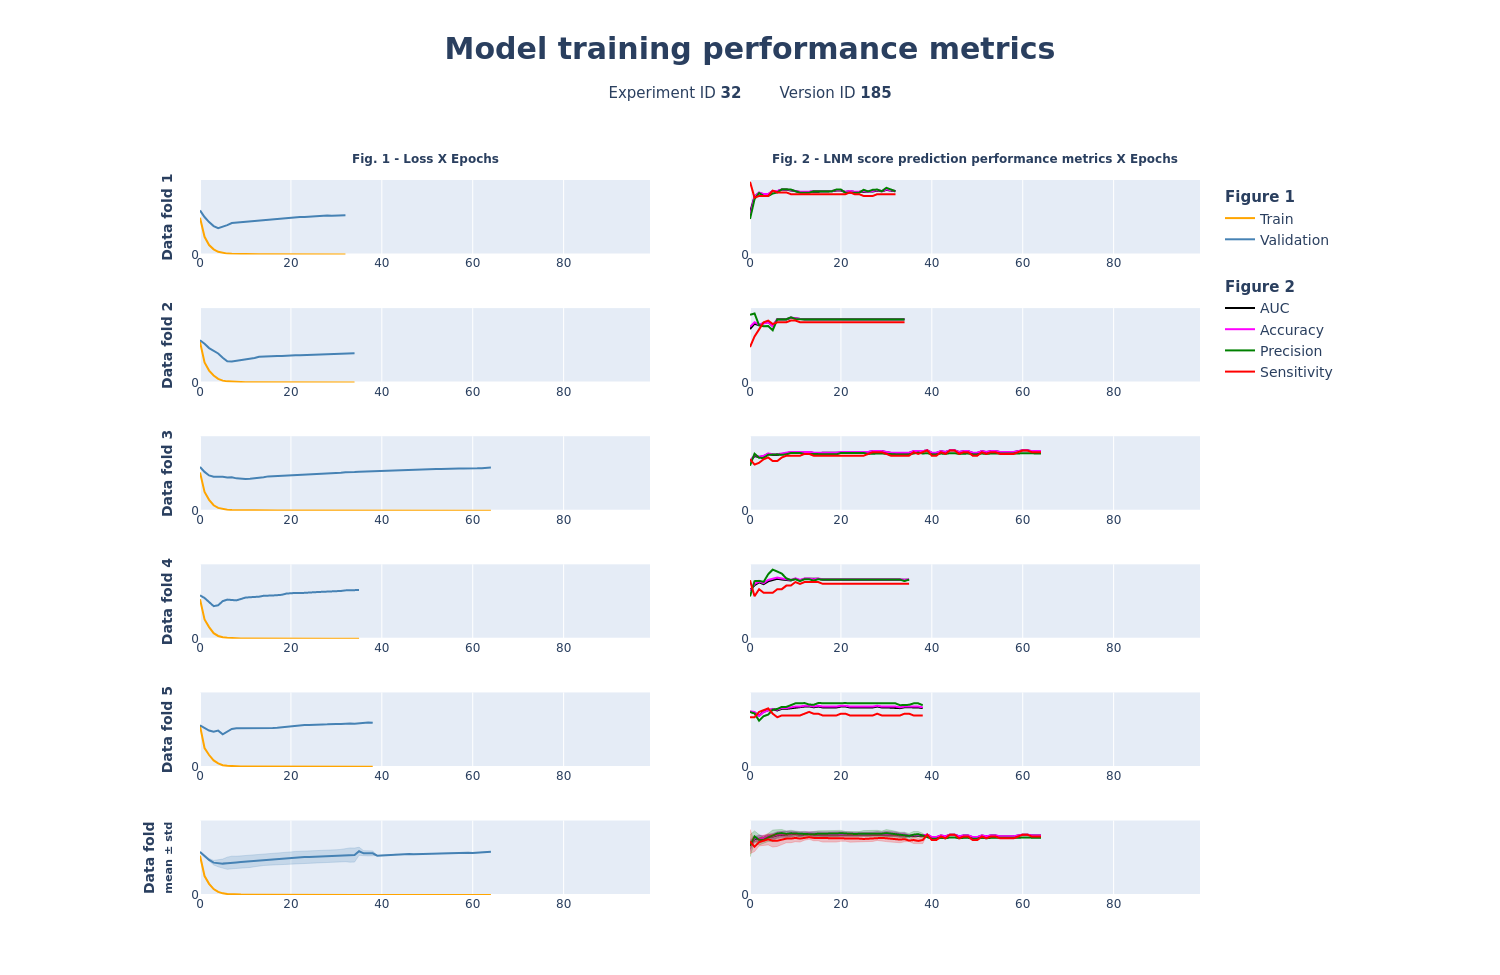 Model training performance metrics
Experiment ID 32 Version ID 185
Fig. 1 - Loss X Epochs
Fig. 2 - LNM score prediction performance metrics X Epochs
Data fold 1
0
0 20 40 60 80
0
0 20 40 60 80
Figure 1
Train
Validation
Figure 2
AUC
Accuracy
Precision
Sensitivity
Data fold 2
0
0 20 40 60 80
0
0 20 40 60 80
Data fold 3
0
0 20 40 60 80
0
0 20 40 60 80
Data fold 4
0
0 20 40 60 80
0
0 20 40 60 80
Data fold 5
0
0 20 40 60 80
0
0 20 40 60 80
Data fold
mean ± std
0
0 20 40 60 80
0
0 20 40 60 80